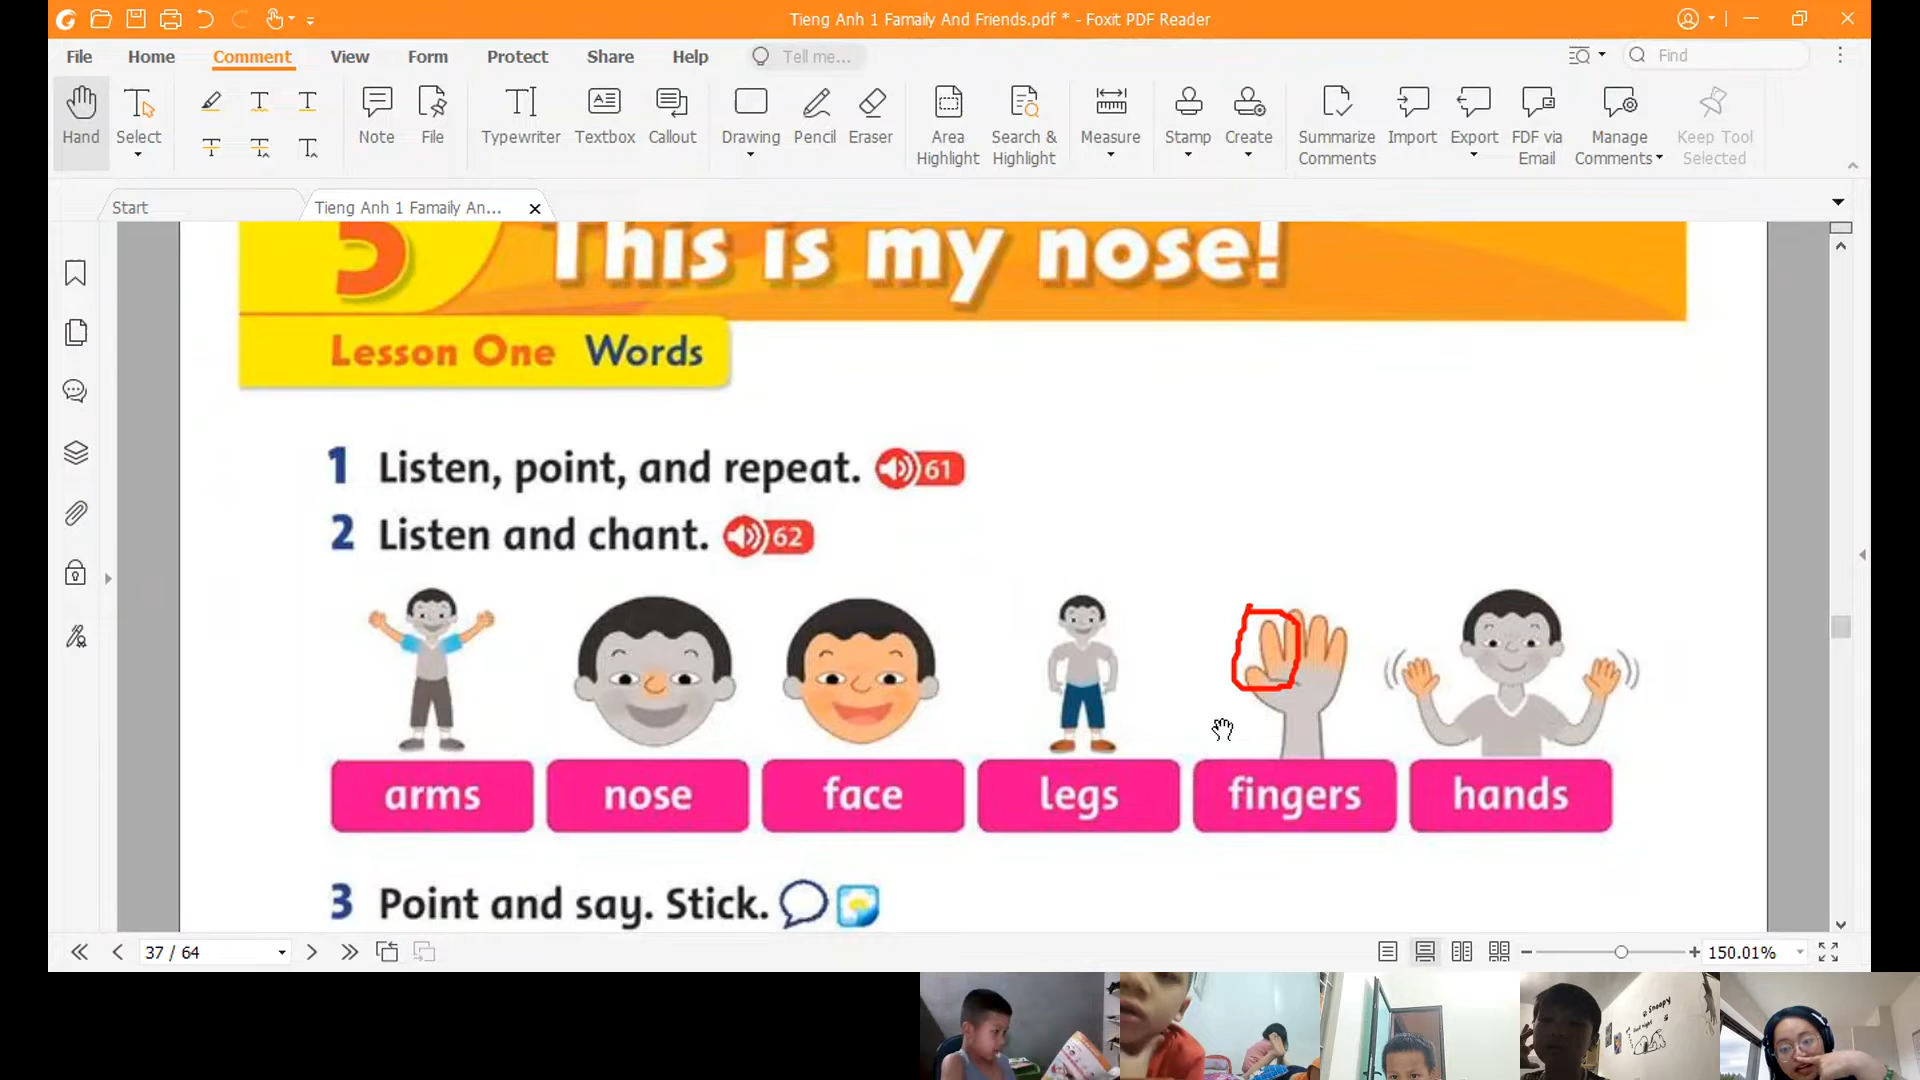 Tieng Anh 1 Famaily And Friends.pdf * - Foxit PDF Reader
File Home Comment View Form Protect Share Help Tell me... Find
Hand Select Note File Typewriter Textbox Callout Drawing Pencil Eraser Area Highlight Search & Highlight Measure Stamp Create Summarize Comments Import Export FDF via Email Manage Comments Keep Tool Selected
Start Tieng Anh 1 Famaily An...
5 This is my nose!
Lesson One Words
1 Listen, point, and repeat. 61
2 Listen and chant. 62
arms nose face legs fingers hands
3 Point and say. Stick.
37 / 64 150.01%
Snoopy